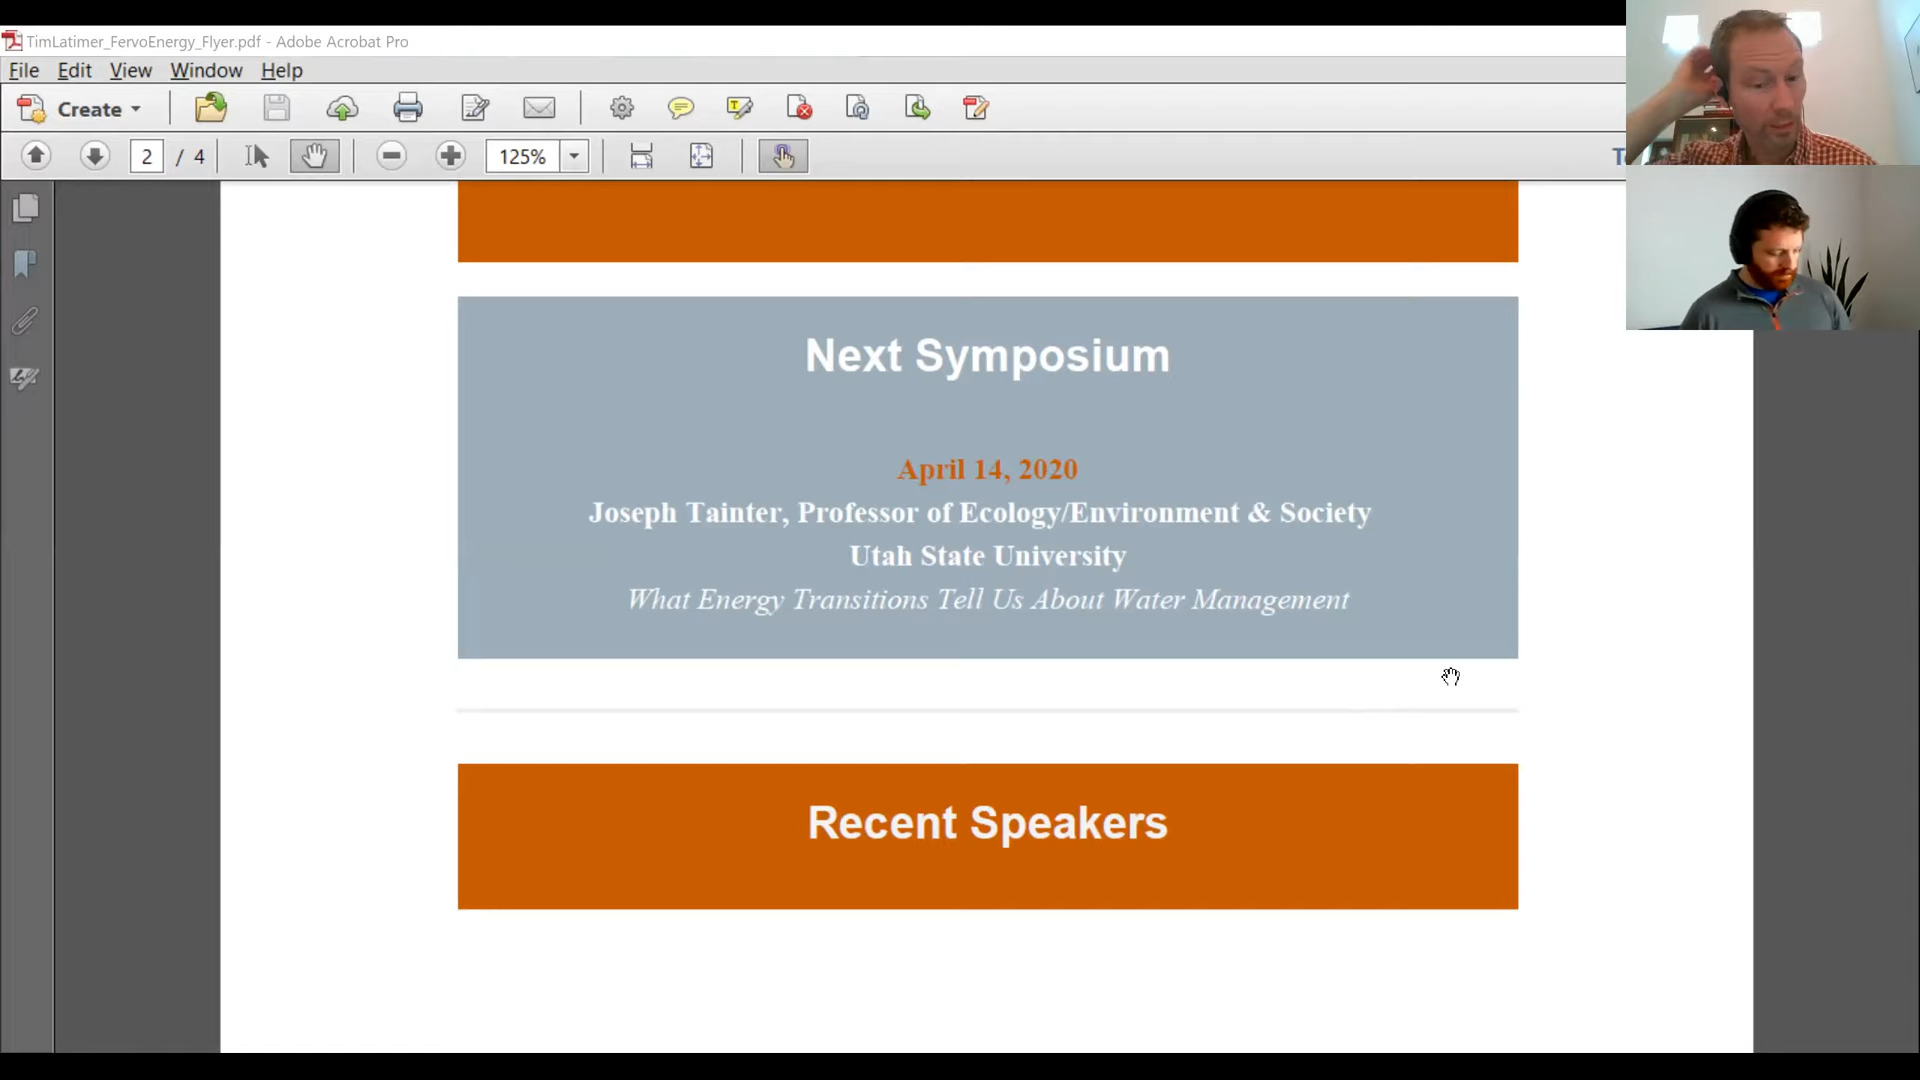 TimLatimer_FervoEnergy_Flyer.pdf - Adobe Acrobat Pro
File Edit View Window Help
Create
2 / 4 125%
Next Symposium
April 14, 2020
Joseph Tainter, Professor of Ecology/Environment & Society
Utah State University
What Energy Transitions Tell Us About Water Management
Recent Speakers